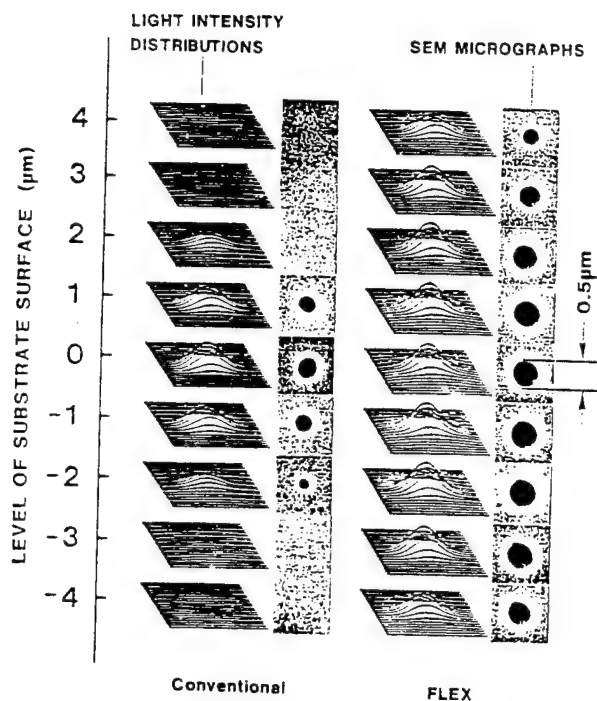 LIGHT INTENSITY
DISTRIBUTIONS
SEM MICROGRAPHS
LEVEL OF SUBSTRATE SURFACE (μm)
4
3
2
1
0
-1
-2
-3
-4
0.5μm
Conventional
FLEX